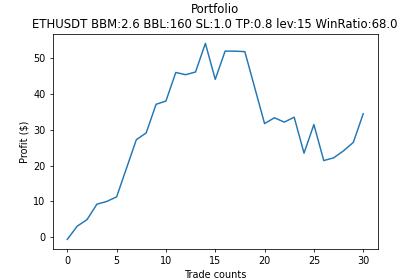 Portfolio
ETHUSDT BBM:2.6 BBL:160 SL:1.0 TP:0.8 lev:15 WinRatio:68.0
50
40
30
20
10
0
Profit ($)
0 5 10 15 20 25 30
Trade counts